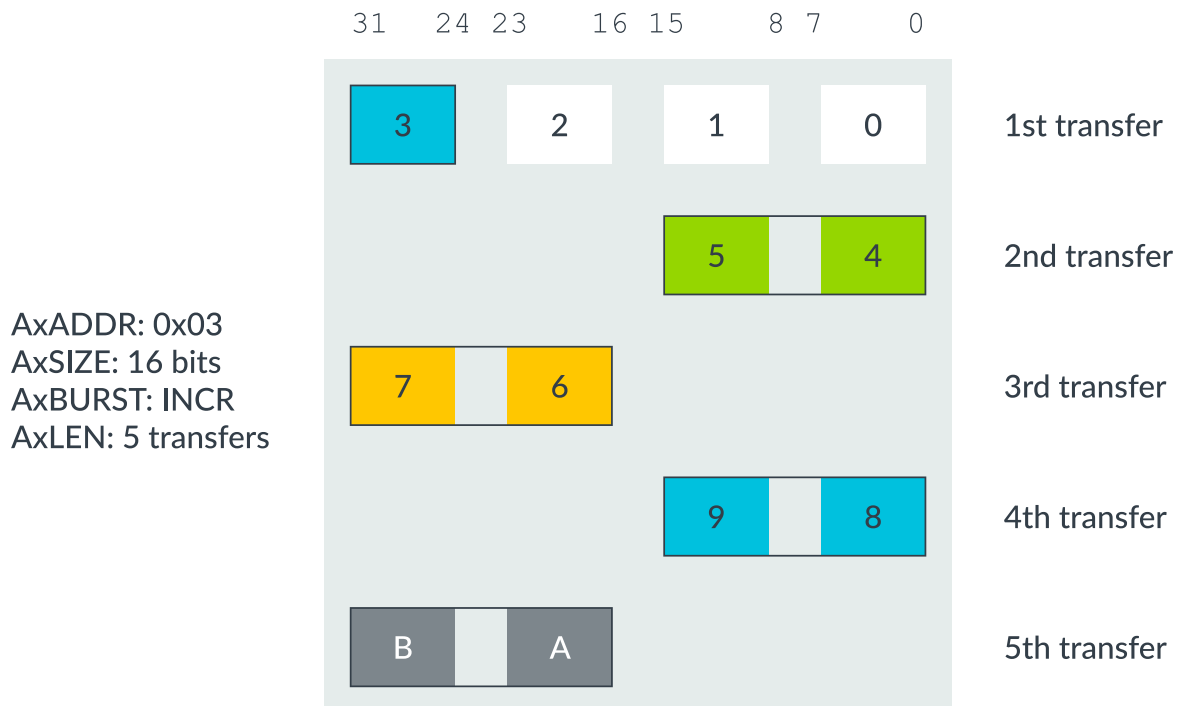 31 24 23 16 15 8 7 0
3 2 1 0 1st transfer
5 4 2nd transfer
AxADDR: 0x03
AxSIZE: 16 bits
AxBURST: INCR
AxLEN: 5 transfers
7 6 3rd transfer
9 8 4th transfer
B A 5th transfer